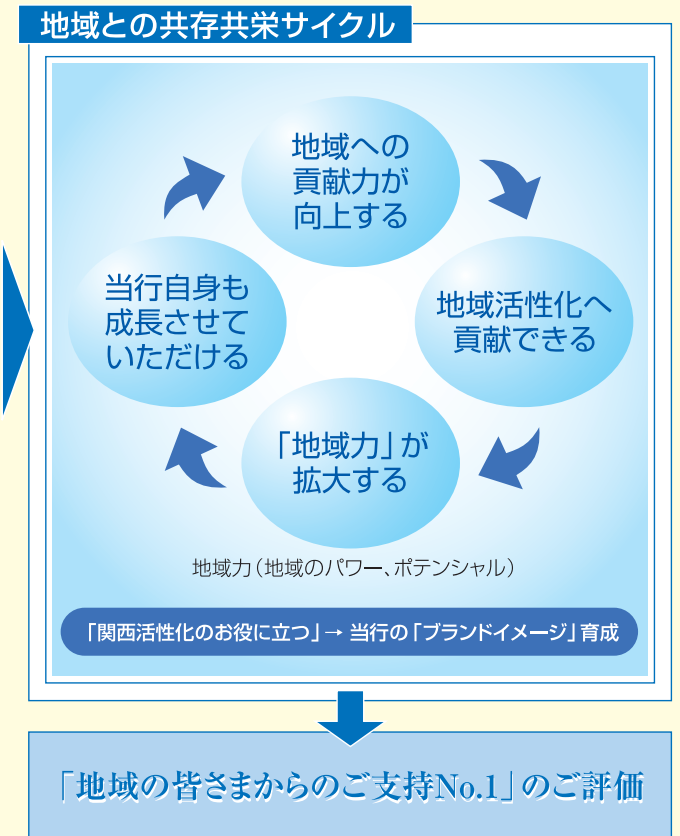 地域との共存共栄サイクル
地域への
貢献力が
向上する
地域活性化へ
貢献できる
「地域力」が
拡大する
当行自身も
成長させて
いただける
地域力（地域のパワー、ポテンシャル）
「関西活性化のお役に立つ」→ 当行の「ブランドイメージ」育成
「地域の皆さまからのご支持No.1」のご評価